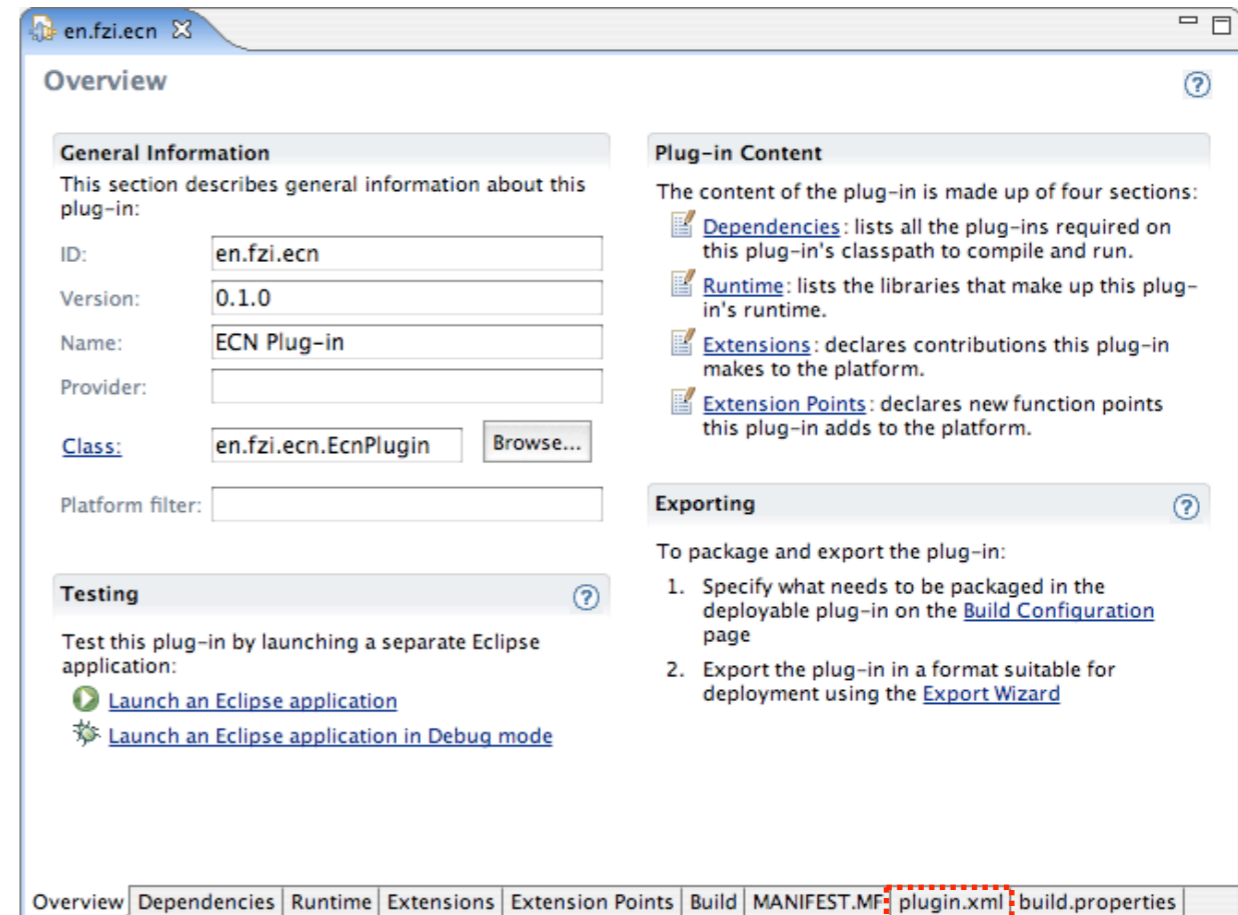 en.fzi.ecn
Overview
General Information
This section describes general information about this
plug-in:
ID: en.fzi.ecn
Version: 0.1.0
Name: ECN Plug-in
Provider:
Class: en.fzi.ecn.EcnPlugin Browse...
Platform filter:
Testing
Test this plug-in by launching a separate Eclipse
application:
Launch an Eclipse application
Launch an Eclipse application in Debug mode
Plug-in Content
The content of the plug-in is made up of four sections:
Dependencies: lists all the plug-ins required on
this plug-in's classpath to compile and run.
Runtime: lists the libraries that make up this plug-
in's runtime.
Extensions: declares contributions this plug-in
makes to the platform.
Extension Points: declares new function points
this plug-in adds to the platform.
Exporting
To package and export the plug-in:
1. Specify what needs to be packaged in the
deployable plug-in on the Build Configuration
page
2. Export the plug-in in a format suitable for
deployment using the Export Wizard
Overview Dependencies Runtime Extensions Extension Points Build MANIFEST.MF plugin.xml build.properties